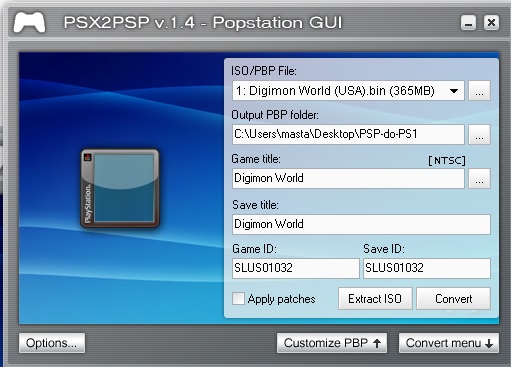 PSX2PSP v.1.4 - Popstation GUI
ISO/PBP File:
1: Digimon World (USA).bin (365MB)
...
Output PBP folder:
C:\Users\masta\Desktop\PSP-do-PS1
...
Game title:
[NTSC]
Digimon World
...
Save title:
Digimon World
Game ID:
Save ID:
SLUS01032
SLUS01032
Apply patches
Extract ISO
Convert
PlayStation.
Options...
Customize PBP
Convert menu